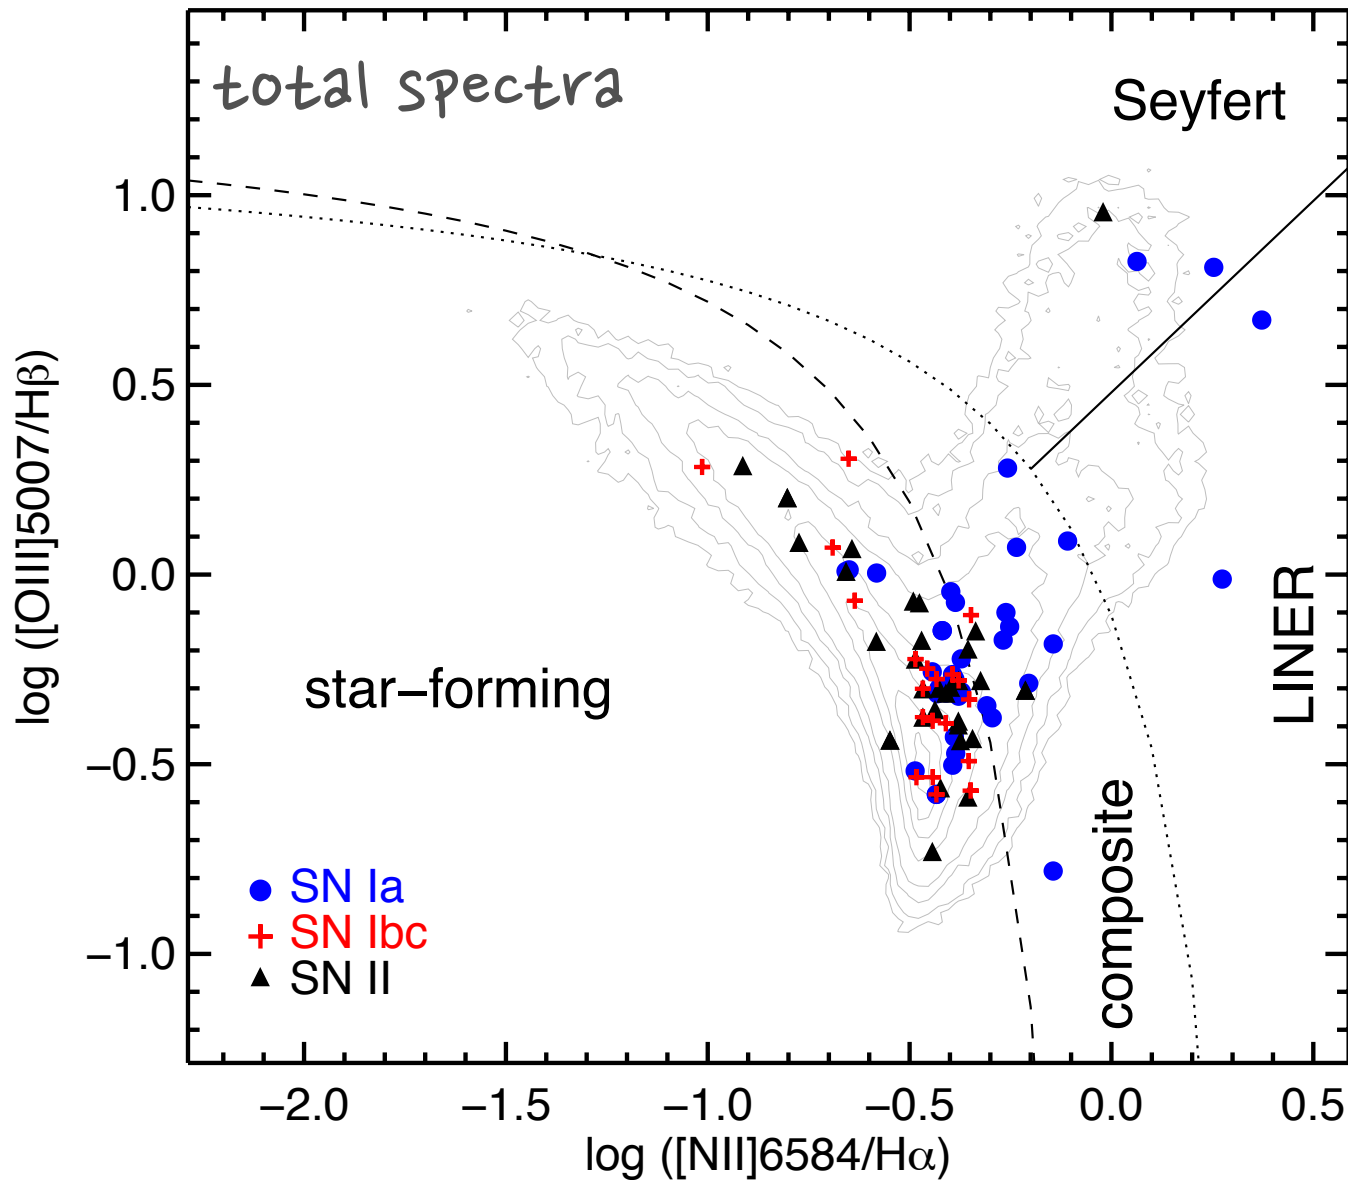 total spectra
Seyfert
1.0
0.5
0.0
−0.5
−1.0
log ([OIII]5007/Hβ)
star−forming
LINER
composite
SN Ia
SN Ibc
SN II
−2.0 −1.5 −1.0 −0.5 0.0 0.5
log ([NII]6584/Hα)